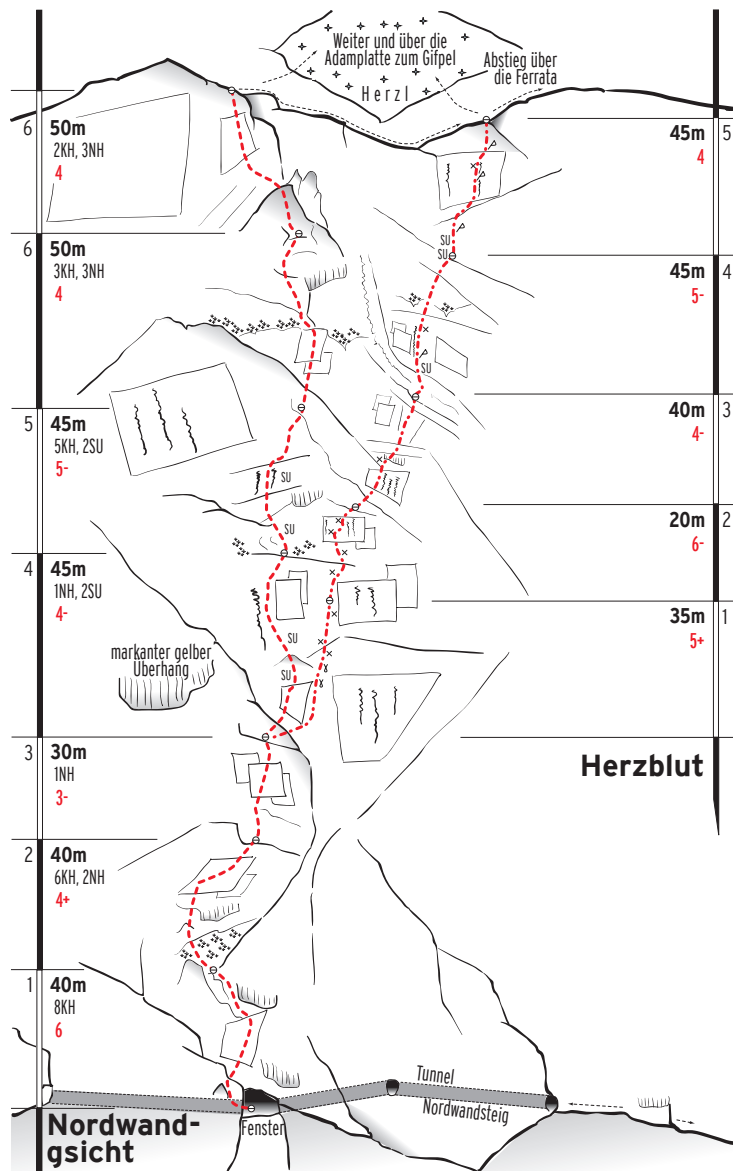 Weiter und über die
Adamplatte zum Gifpel
Herzl
Abstieg über
die Ferrata
6
50m
2KH, 3NH
4
6
50m
3KH, 3NH
4
5
45m
5KH, 2SU
5-
4
45m
1NH, 2SU
4-
markanter gelber
Überhang
3
30m
1NH
3-
2
40m
6KH, 2NH
4+
1
40m
8KH
6
Nordwand-
gsicht
Fenster
Tunnel
Nordwandsteig
SU
SU
SU
SU
SU
SU
SU
45m
5
4
45m
4
5-
40m
3
4-
20m
2
6-
35m
1
5+
Herzblut